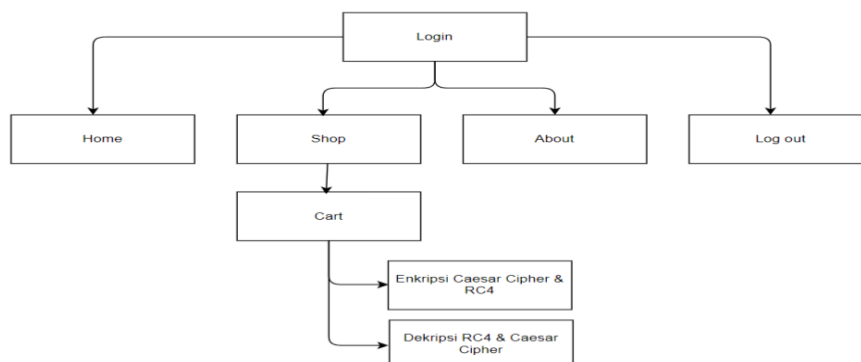 Login
Home
Shop
About
Log out
Cart
Enkripsi Caesar Cipher &
RC4
Dekripsi RC4 & Caesar
Cipher